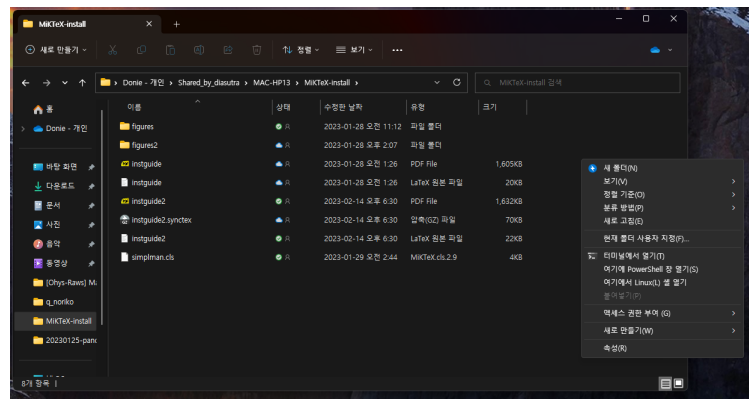 MiKTeX-install
새로 만들기
정렬
보기
Donie - 개인 > Shared_by_diasutra > MAC-HP13 > MiKTeX-install >
MiKTeX-install 검색
이름 상태 수정한 날짜 유형 크기
홈
Donie - 개인
바탕 화면
다운로드
문서
사진
음악
동영상
[Ohys-Raws] Mi
q_noriko
MiKTeX-install
20230125-pand
figures 2023-01-28 오전 11:12 파일 폴더
figures2 2023-01-28 오후 2:07 파일 폴더
instguide 2023-01-28 오전 1:26 PDF File 1,605KB
instguide 2023-01-28 오전 1:26 LaTeX 원본 파일 20KB
instguide2 2023-02-14 오후 6:30 PDF File 1,632KB
instguide2.synctex 2023-02-14 오후 6:30 압축(GZ) 파일 70KB
instguide2 2023-02-14 오후 6:30 LaTeX 원본 파일 22KB
simplman.cls 2023-01-29 오전 2:44 MiKTeX.cls.2.9 4KB
8개 항목
새 폴더(N)
보기(V)
정렬 기준(O)
분류 방법(P)
새로 고침(E)
현재 폴더 사용자 지정(F)...
터미널에서 열기(T)
여기에 PowerShell 창 열기(S)
여기에서 Linux(L) 셸 열기
붙여넣기(P)
액세스 권한 부여 (G)
새로 만들기(W)
속성(R)